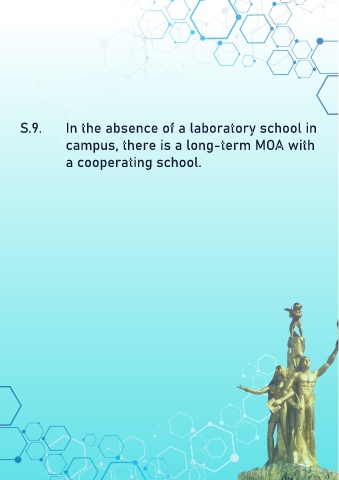 S.9. In the absence of a laboratory school in
campus, there is a long-term MOA with
a cooperating school.